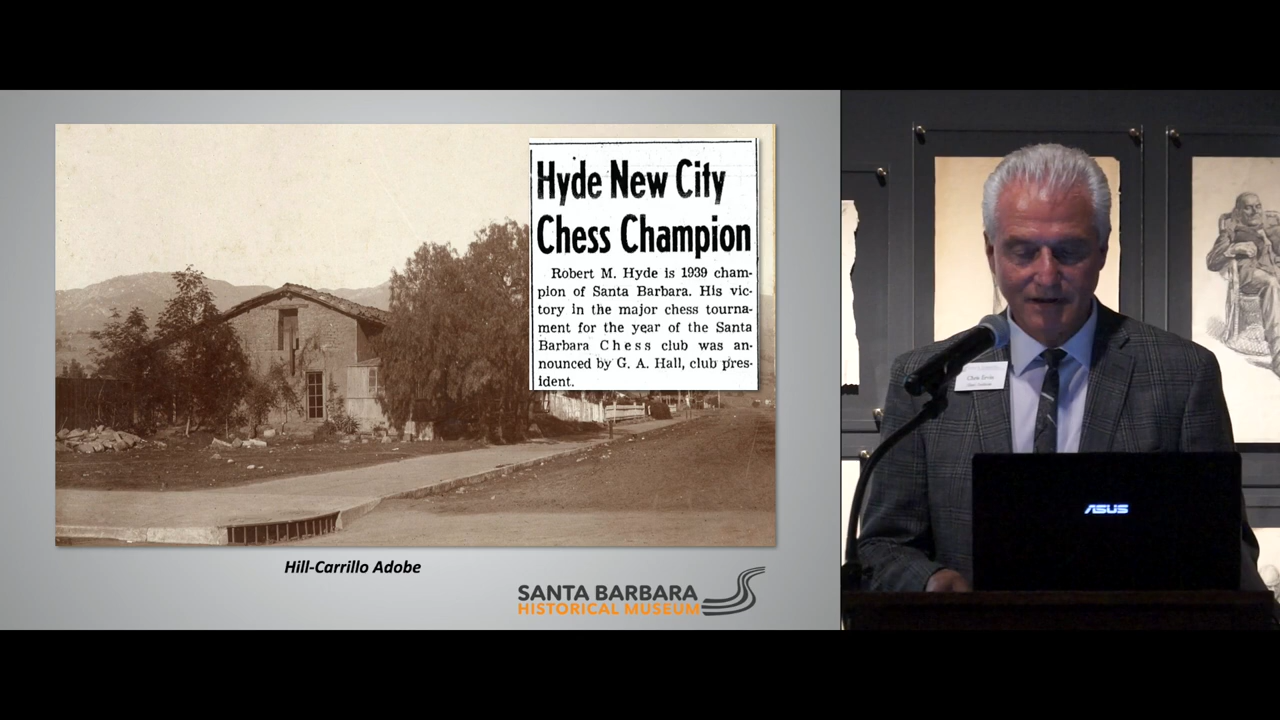 Hyde New City
Chess Champion
Robert M. Hyde is 1939 cham-
pion of Santa Barbara. His vic-
tory in the major chess tourna-
ment for the year of the Santa
Barbara Chess club was an-
nounced by G. A. Hall, club pres-
ident.
Hill-Carrillo Adobe
SANTA BARBARA
HISTORICAL MUSEUM
ASUS